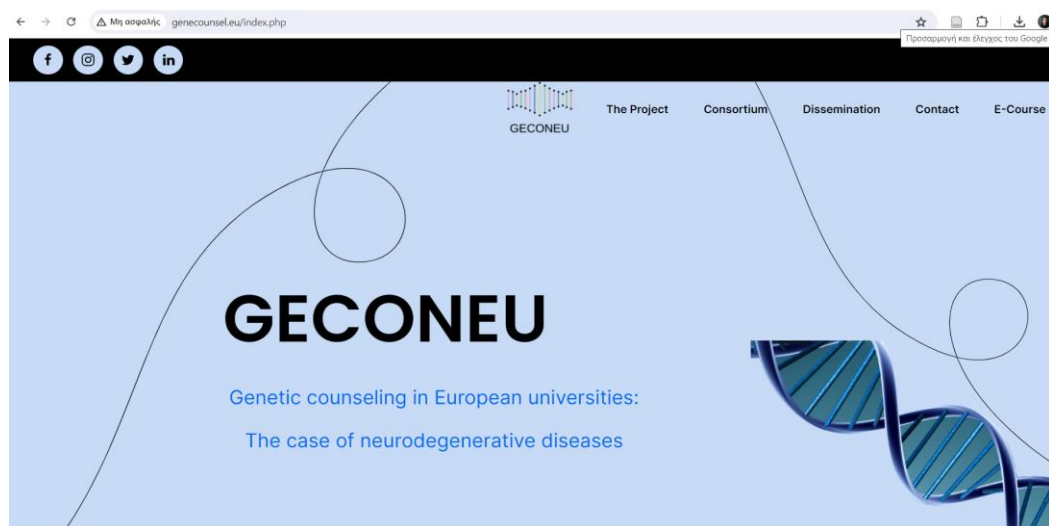 Μη ασφαλής genecounsel.eu/index.php
Προσαρμογή και έλεγχος του Google
GECONEU
The Project Consortium Dissemination Contact E-Course
GECONEU
Genetic counseling in European universities:
The case of neurodegenerative diseases